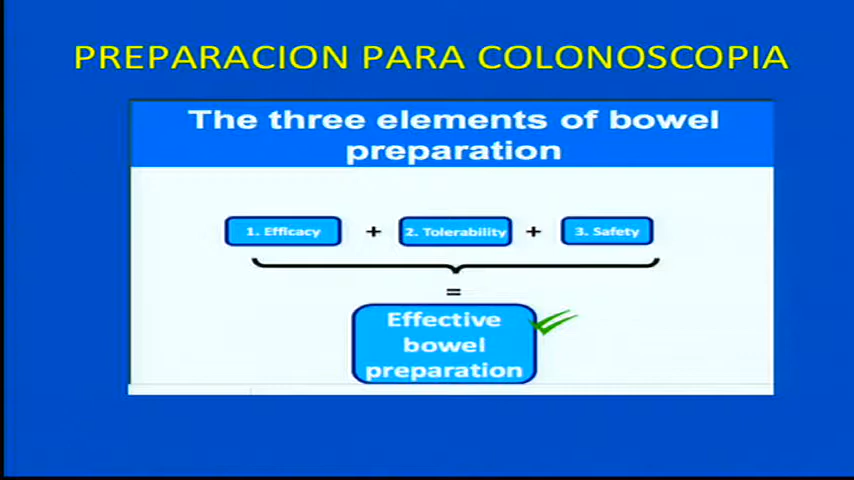 PREPARACION PARA COLONOSCOPIA
The three elements of bowel
preparation
1. Efficacy + 2. Tolerability + 3. Safety
=
Effective
bowel
preparation